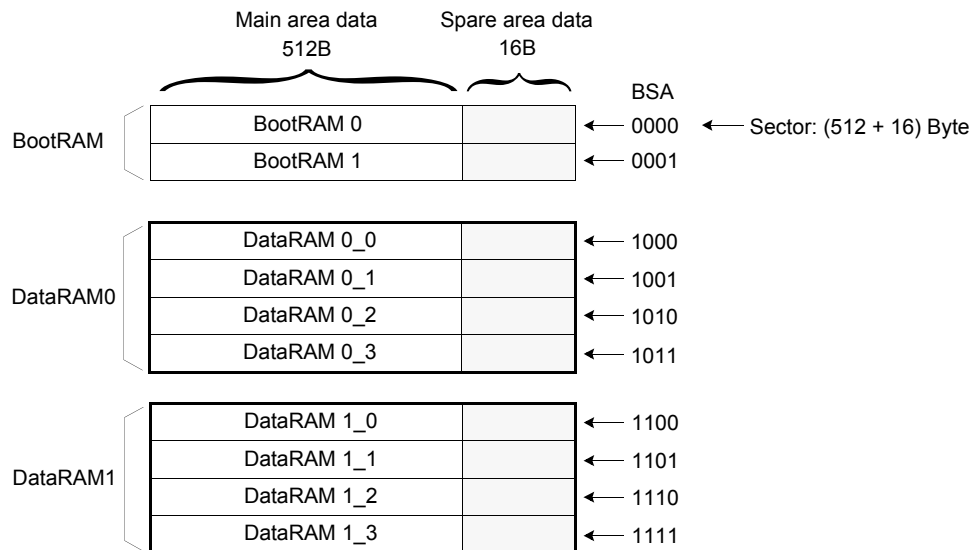 Main area data Spare area data
512B 16B
BSA
BootRAM
BootRAM 0 0000 Sector: (512 + 16) Byte
BootRAM 1 0001
DataRAM0
DataRAM 0_0 1000
DataRAM 0_1 1001
DataRAM 0_2 1010
DataRAM 0_3 1011
DataRAM1
DataRAM 1_0 1100
DataRAM 1_1 1101
DataRAM 1_2 1110
DataRAM 1_3 1111